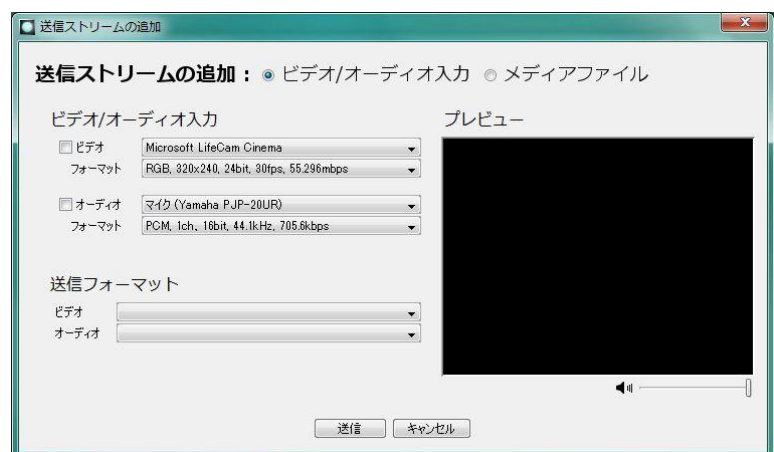 送信ストリームの追加
送信ストリームの追加： ビデオ/オーディオ入力 メディアファイル
ビデオ/オーディオ入力
プレビュー
ビデオ Microsoft LifeCam Cinema
フォーマット RGB, 320x240, 24bit, 30fps, 55.296mbps
オーディオ マイク (Yamaha PJP-20UR)
フォーマット PCM, 1ch, 16bit, 44.1kHz, 705.6kbps
送信フォーマット
ビデオ
オーディオ
送信 キャンセル